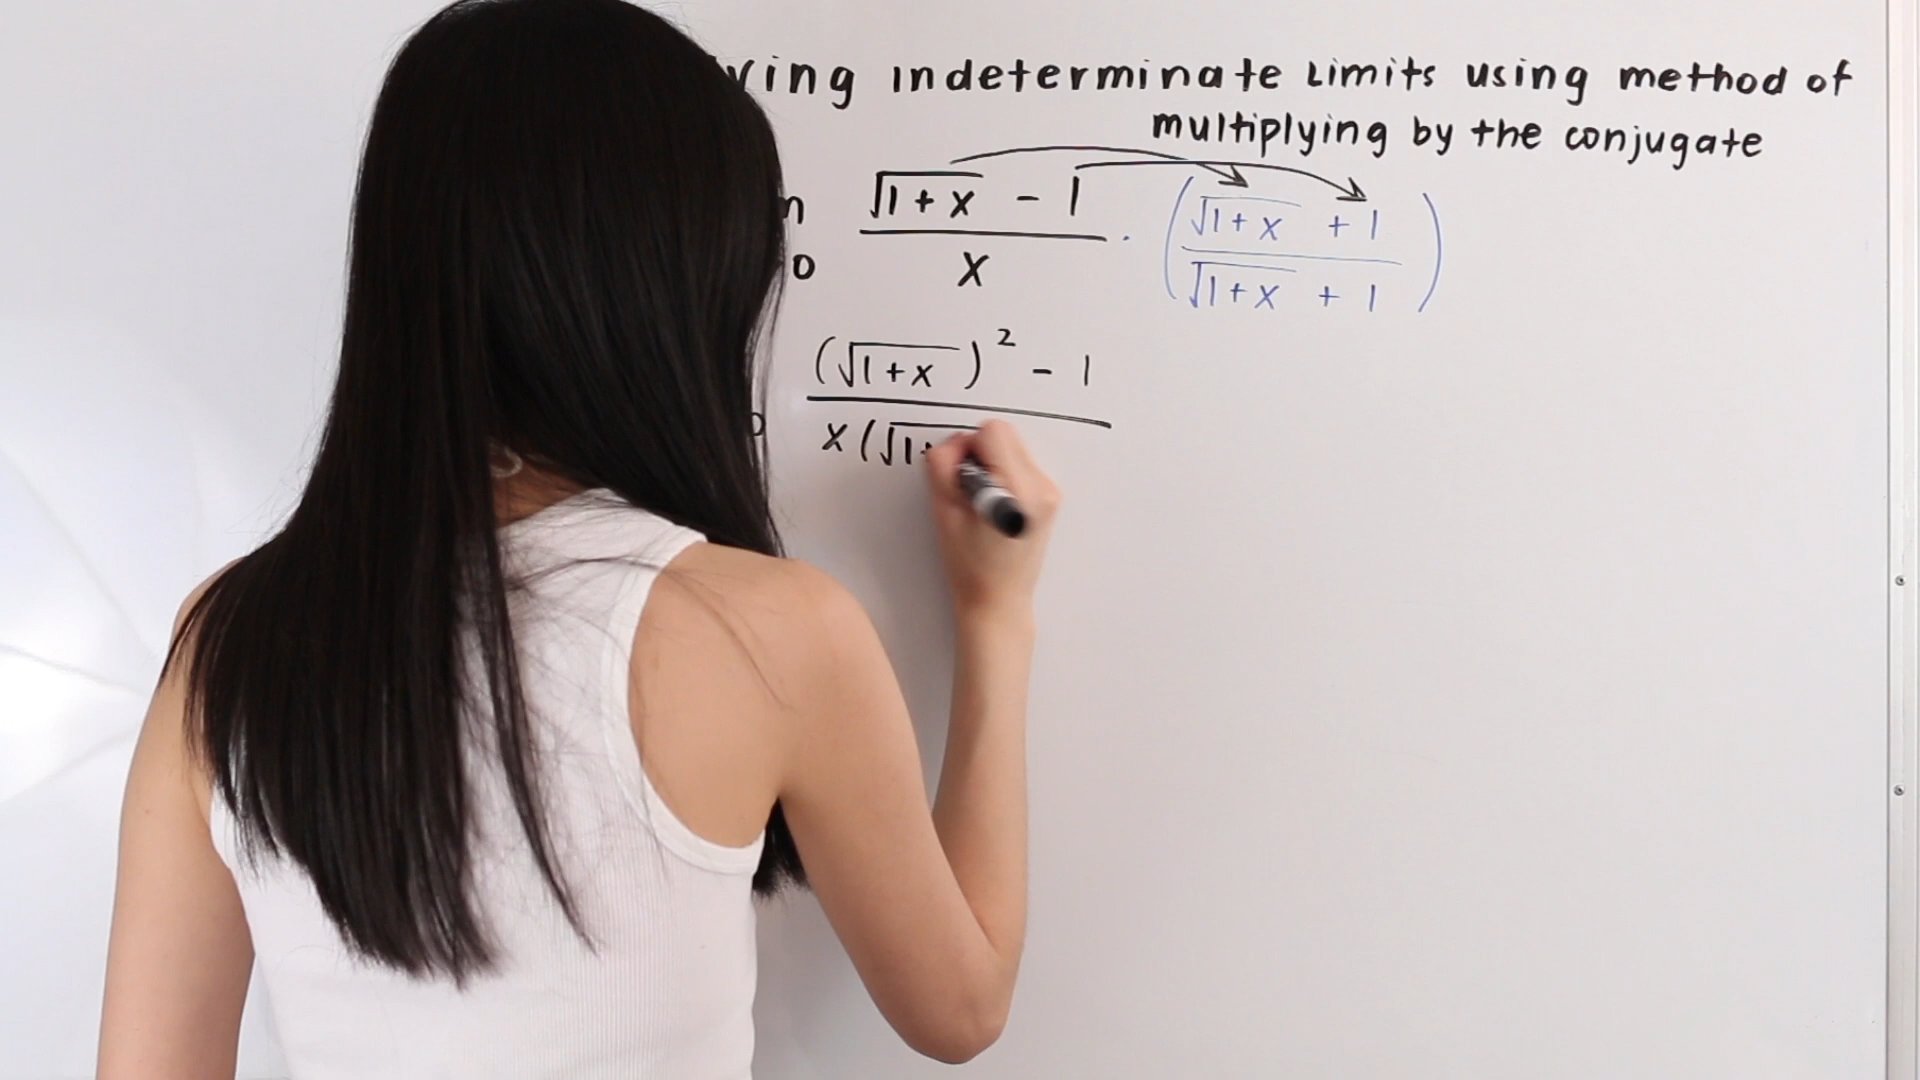 ving indeterminate Limits using method of
multiplying by the conjugate
√1+x - 1 / x · (√1+x + 1 / √1+x + 1)
0
(√1+x)² - 1 / x(√1+